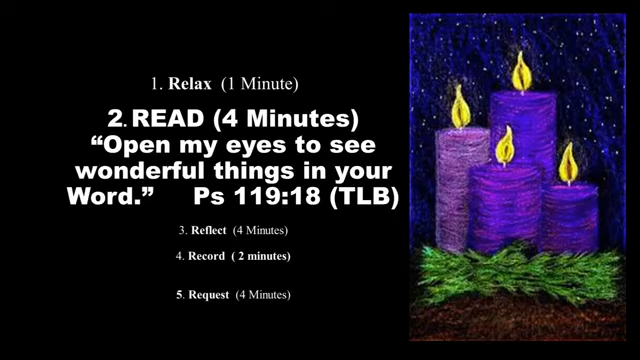 1. Relax (1 Minute)
2. READ (4 Minutes)
“Open my eyes to see
wonderful things in your
Word.” Ps 119:18 (TLB)
3. Reflect (4 Minutes)
4. Record ( 2 minutes)
5. Request (4 Minutes)